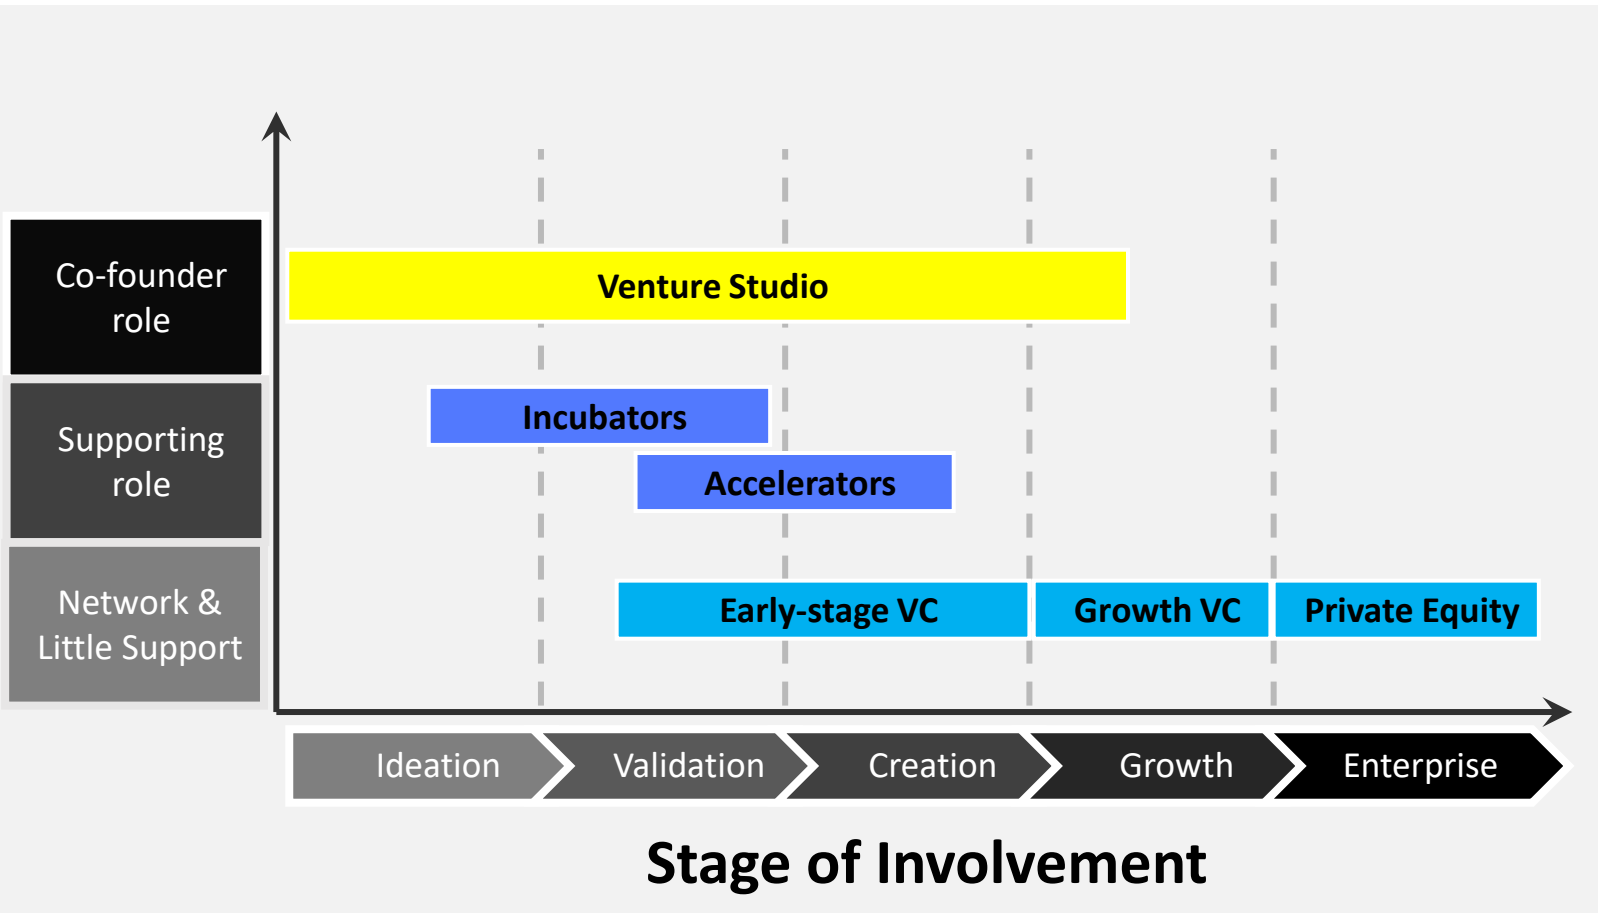 Co-founder
role
Venture Studio
Supporting
role
Incubators
Accelerators
Network &
Little Support
Early-stage VC
Growth VC
Private Equity
Ideation
Validation
Creation
Growth
Enterprise
Stage of Involvement